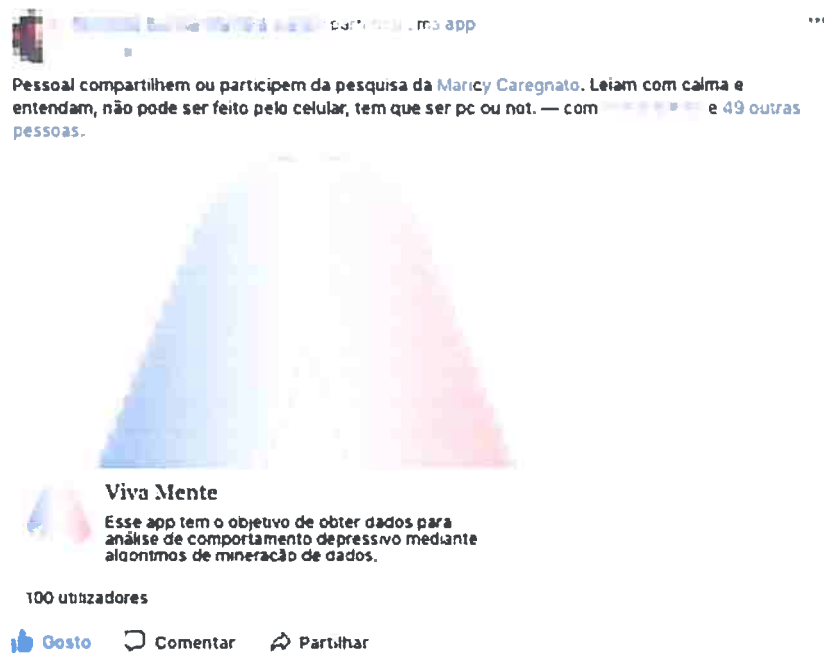 app
Pessoal compartilhem ou participem da pesquisa da Maricy Caregnato. Leiam com calma e
entendam, não pode ser feito pelo celular, tem que ser pc ou not. — com e 49 outras
pessoas.
Viva Mente
Esse app tem o objetivo de obter dados para
análise de comportamento depressivo mediante
algoritmos de mineração de dados.
100 utilizadores
Gosto Comentar Partilhar